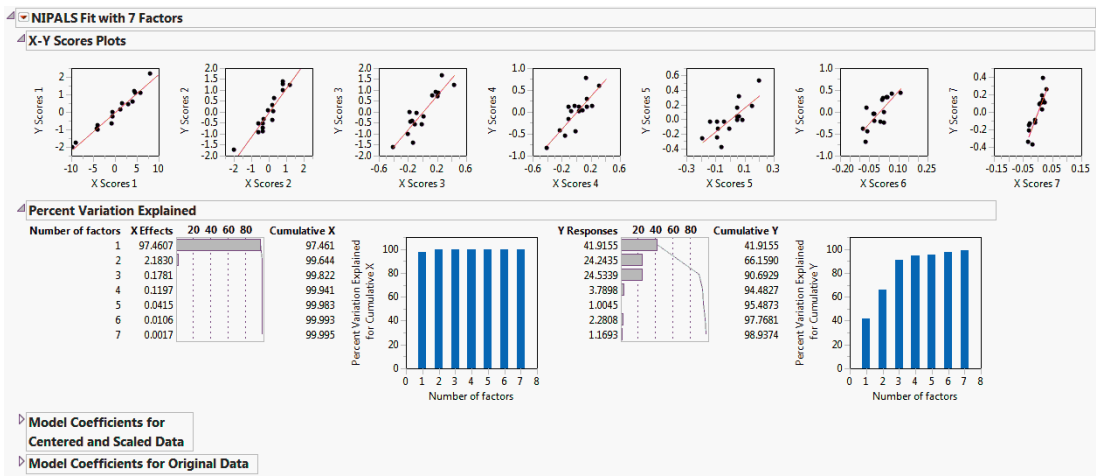 NIPALS Fit with 7 Factors
X-Y Scores Plots
Y Scores 1
2
1
0
-1
-2
-10 -5 0 5 10
X Scores 1
Y Scores 2
2.0
1.5
1.0
0.5
0.0
-0.5
-1.0
-1.5
-2.0
-2 -1 0 1 2
X Scores 2
Y Scores 3
2.0
1.5
1.0
0.5
0.0
-0.5
-1.0
-1.5
-2.0
-0.6 -0.2 0.2 0.6
X Scores 3
Y Scores 4
1.0
0.5
0.0
-0.5
-1.0
-0.6 -0.2 0.2 0.6
X Scores 4
Y Scores 5
0.6
0.4
0.2
0.0
-0.2
-0.4
-0.3 -0.1 0.1 0.3
X Scores 5
Y Scores 6
1.0
0.5
0.0
-0.5
-1.0
-0.15 0.05 0.25
X Scores 6
Y Scores 7
0.4
0.2
0.0
-0.2
-0.4
-0.15 0.00 0.15
X Scores 7
Percent Variation Explained
Number of factors X Effects 20 40 60 80 Cumulative X
1 97.4607 97.461
2 2.1830 99.644
3 0.1781 99.822
4 0.1197 99.941
5 0.0415 99.983
6 0.0106 99.993
7 0.0017 99.995
Percent Variation Explained
for Cumulative X
100
80
60
40
20
0
0 1 2 3 4 5 6 7 8
Number of factors
Y Responses 20 40 60 80 Cumulative Y
41.9155 41.9155
24.2435 66.1590
24.5339 90.6929
3.7898 94.4827
1.0045 95.4873
2.2808 97.7681
1.1693 98.9374
Percent Variation Explained
for Cumulative Y
100
80
60
40
20
0
0 1 2 3 4 5 6 7 8
Number of factors
Model Coefficients for
Centered and Scaled Data
Model Coefficients for Original Data